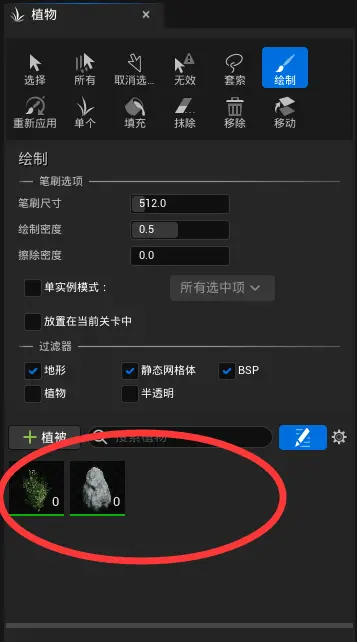 植物 ×
选择 所有 取消选... 无效 套索 绘制
重新应用 单个 填充 抹除 移除 移动
绘制
笔刷选项
笔刷尺寸 512.0
绘制密度 0.5
擦除密度 0.0
单实例模式： 所有选中项
放置在当前关卡中
过滤器
地形 静态网格体 BSP
植物 半透明
植被 搜索植物
0 0